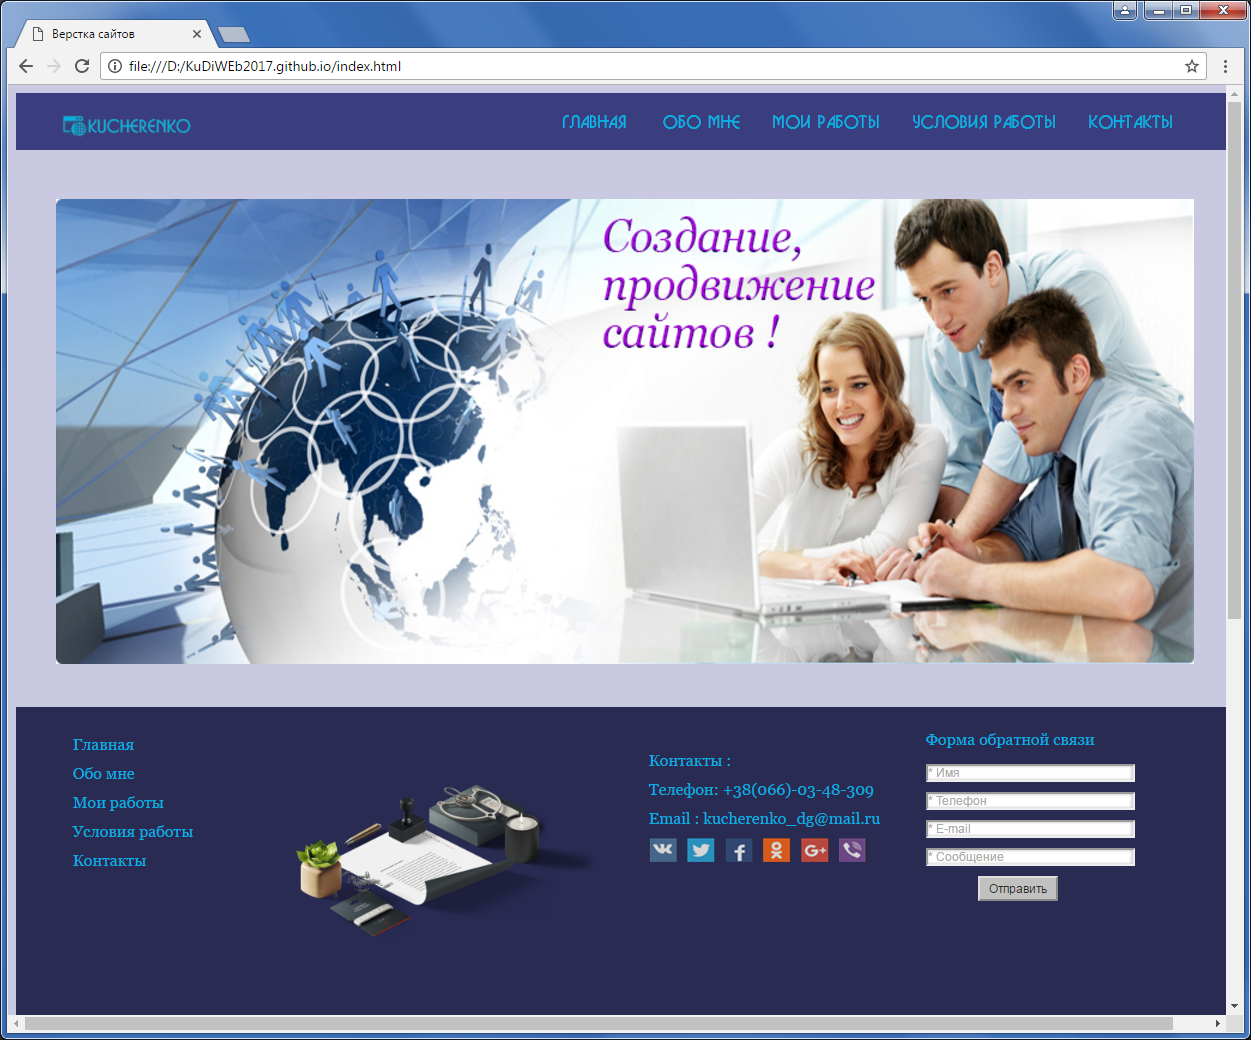 Верстка сайтов
file:///D:/KuDiWEb2017.github.io/index.html
KUCHERENKO
ГЛАВНАЯ ОБО МНЕ МОИ РАБОТЫ УСЛОВИЯ РАБОТЫ КОНТАКТЫ
Создание,
продвижение
сайтов !
Главная
Обо мне
Мои работы
Условия работы
Контакты
Контакты :
Телефон: +38(066)-03-48-309
Email : kucherenko_dg@mail.ru
Форма обратной связи
* Имя
* Телефон
* E-mail
* Сообщение
Отправить